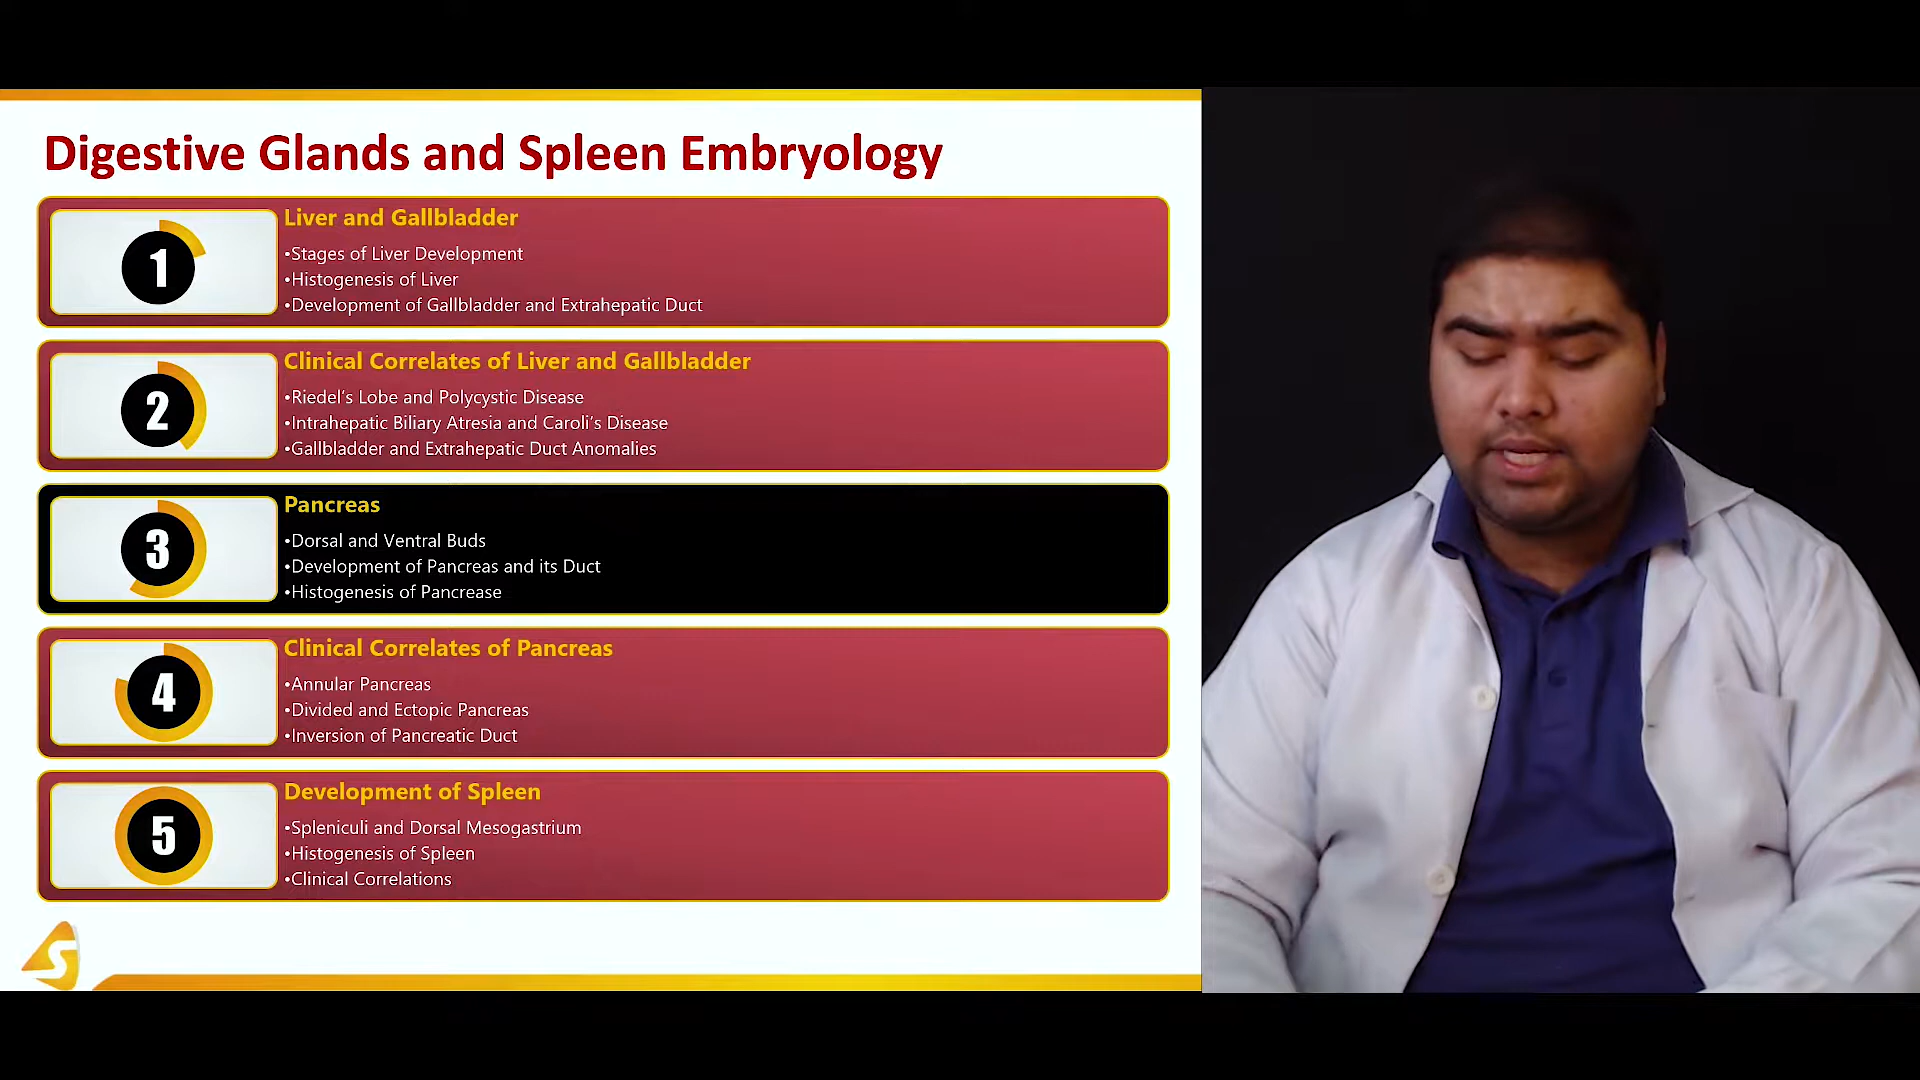 Digestive Glands and Spleen Embryology
1
Liver and Gallbladder
•Stages of Liver Development
•Histogenesis of Liver
•Development of Gallbladder and Extrahepatic Duct
2
Clinical Correlates of Liver and Gallbladder
•Riedel's Lobe and Polycystic Disease
•Intrahepatic Biliary Atresia and Caroli's Disease
•Gallbladder and Extrahepatic Duct Anomalies
3
Pancreas
•Dorsal and Ventral Buds
•Development of Pancreas and its Duct
•Histogenesis of Pancrease
4
Clinical Correlates of Pancreas
•Annular Pancreas
•Divided and Ectopic Pancreas
•Inversion of Pancreatic Duct
5
Development of Spleen
•Spleniculi and Dorsal Mesogastrium
•Histogenesis of Spleen
•Clinical Correlations
S